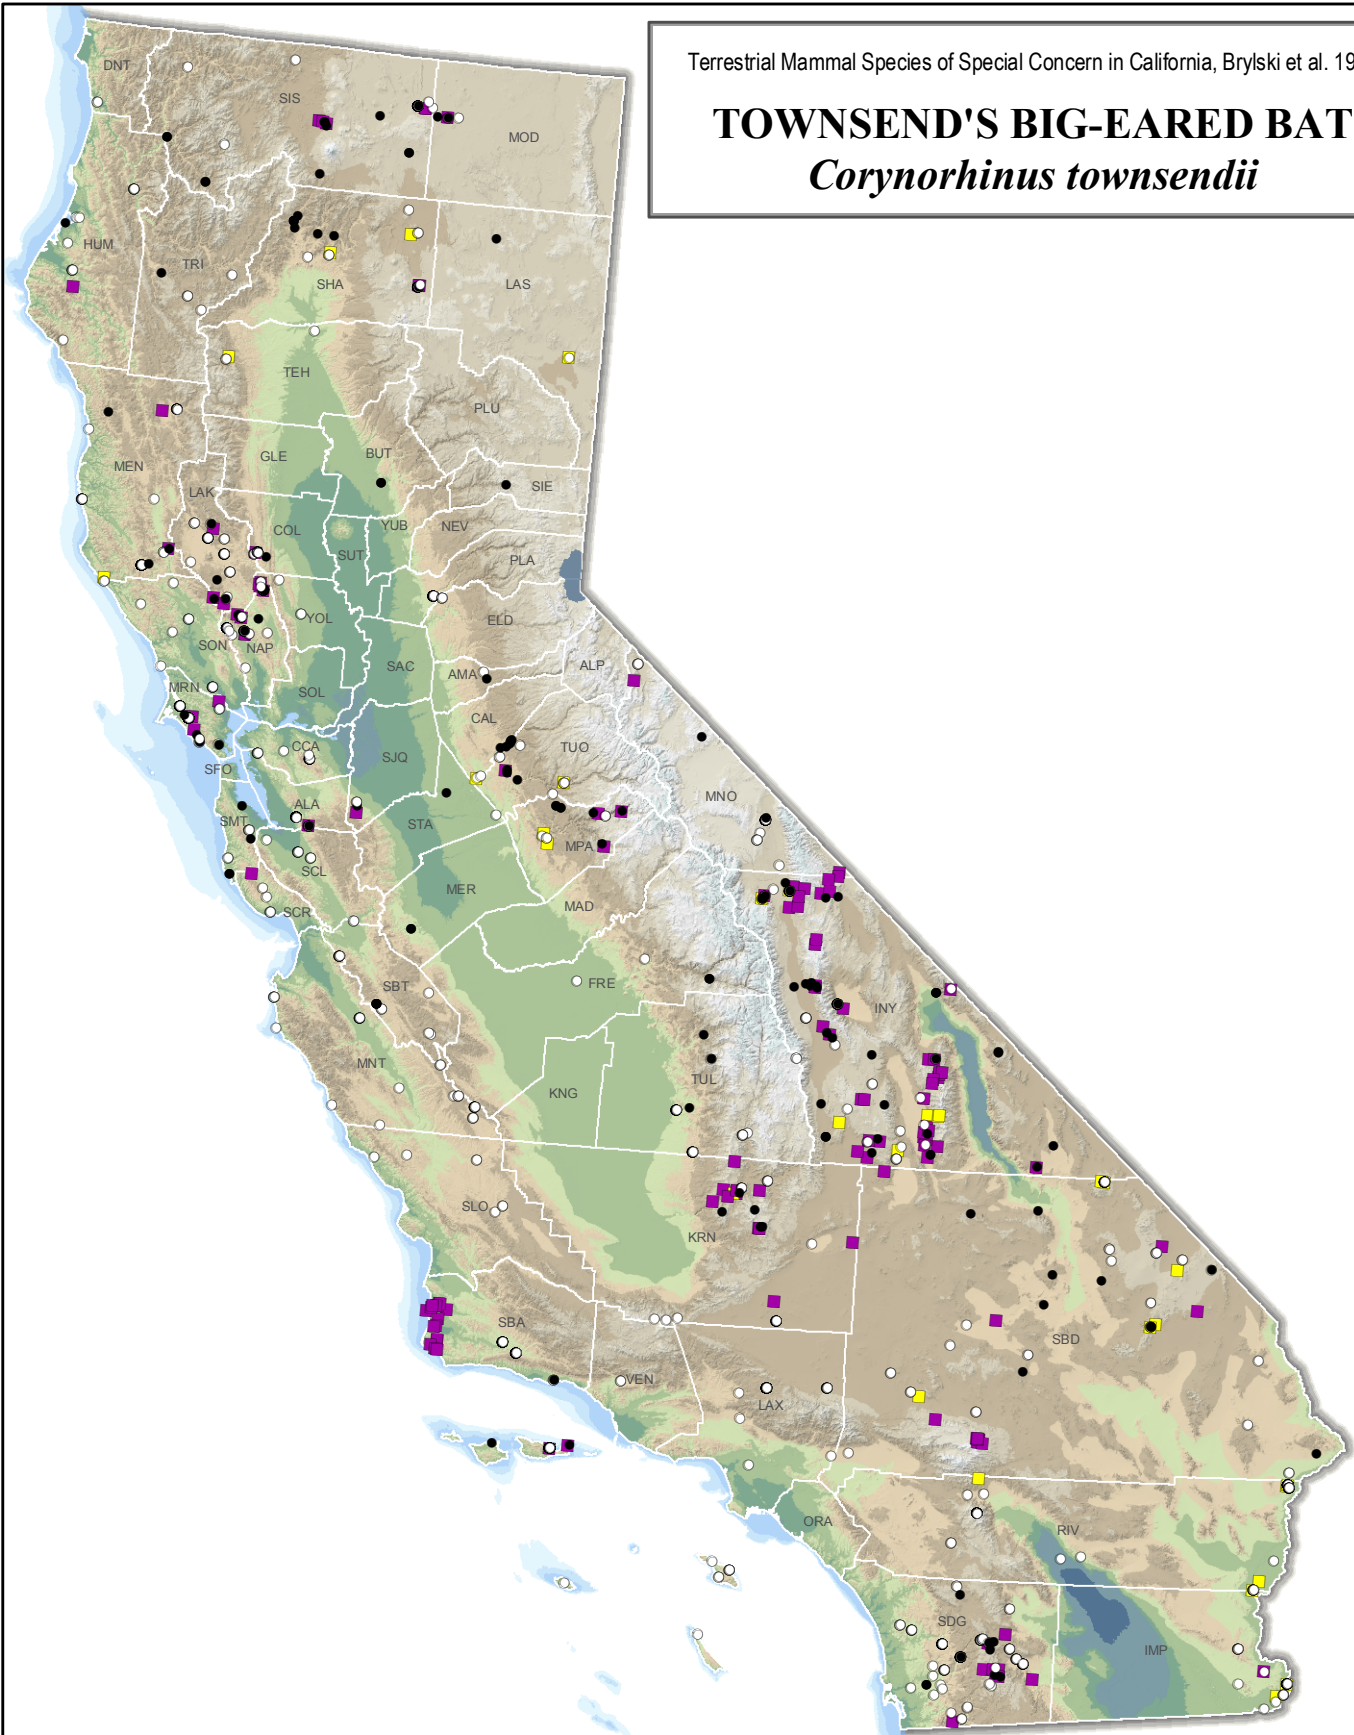 Terrestrial Mammal Species of Special Concern in California, Brylski et al. 19
TOWNSEND'S BIG-EARED BAT
Corynorhinus townsendii
DNT
SIS
MOD
HUM
TRI
SHA
LAS
TEH
PLU
MEN
GLE
BUT
SIE
LAK
COL
YUB
NEV
SUT
PLA
YOL
ELD
SON
NAP
SAC
AMA
ALP
MRN
SOL
CAL
TUO
CCA
SJQ
SFO
MNO
ALA
SMT
STA
MPA
SCL
MER
SCR
MAD
SBT
FRE
INY
MNT
TUL
KNG
SLO
KRN
SBA
SBD
VEN
LAX
ORA
RIV
SDG
IMP